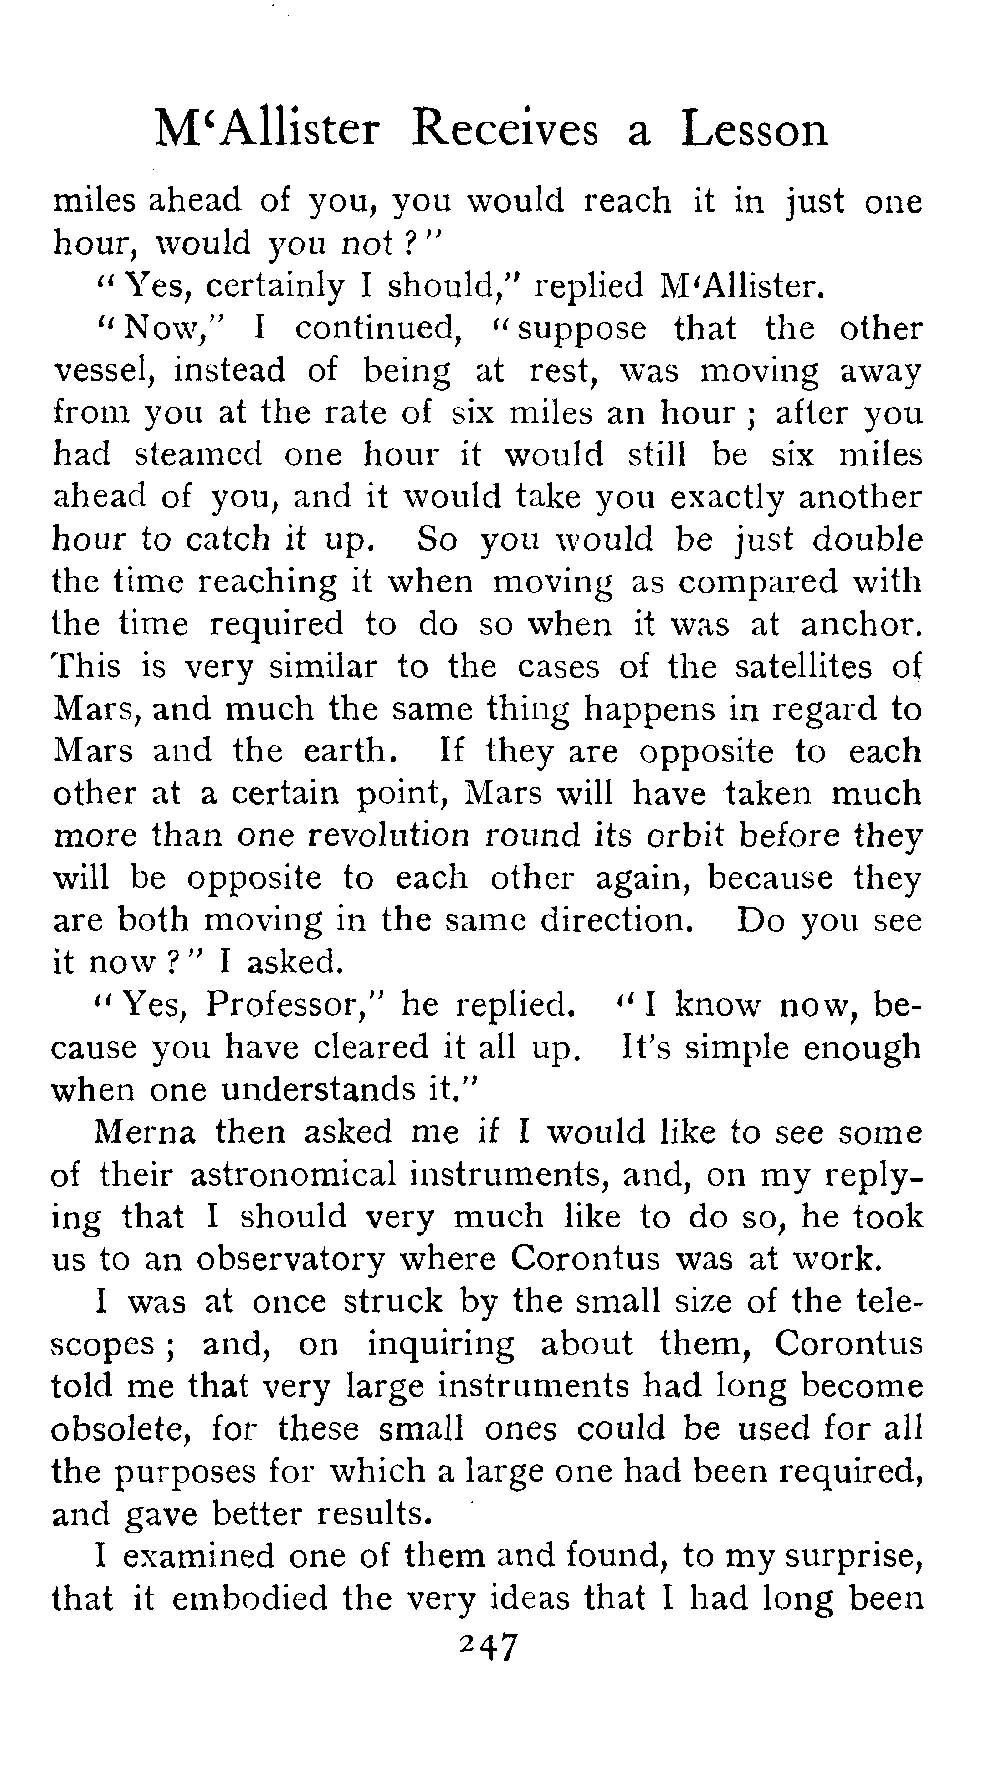 M‘Allister Receives a Lesson
miles ahead of you, you would reach it in just one
hour, would you not ? ”
“ Yes, certainly I should,” replied M‘Allister.
“ Now,” I continued, “ suppose that the other
vessel, instead of being at rest, was moving away
from you at the rate of six miles an hour ; after you
had steamed one hour it would still be six miles
ahead of you, and it would take you exactly another
hour to catch it up. So you would be just double
the time reaching it when moving as compared with
the time required to do so when it was at anchor.
This is very similar to the cases of the satellites of
Mars, and much the same thing happens in regard to
Mars and the earth. If they are opposite to each
other at a certain point, Mars will have taken much
more than one revolution round its orbit before they
will be opposite to each other again, because they
are both moving in the same direction. Do you see
it now ? ” I asked.
“ Yes, Professor,” he replied. “ I know now, be-
cause you have cleared it all up. It’s simple enough
when one understands it.”
Merna then asked me if I would like to see some
of their astronomical instruments, and, on my reply-
ing that I should very much like to do so, he took
us to an observatory where Corontus was at work.
I was at once struck by the small size of the tele-
scopes ; and, on inquiring about them, Corontus
told me that very large instruments had long become
obsolete, for these small ones could be used for all
the purposes for which a large one had been required,
and gave better results.
I examined one of them and found, to my surprise,
that it embodied the very ideas that I had long been
247